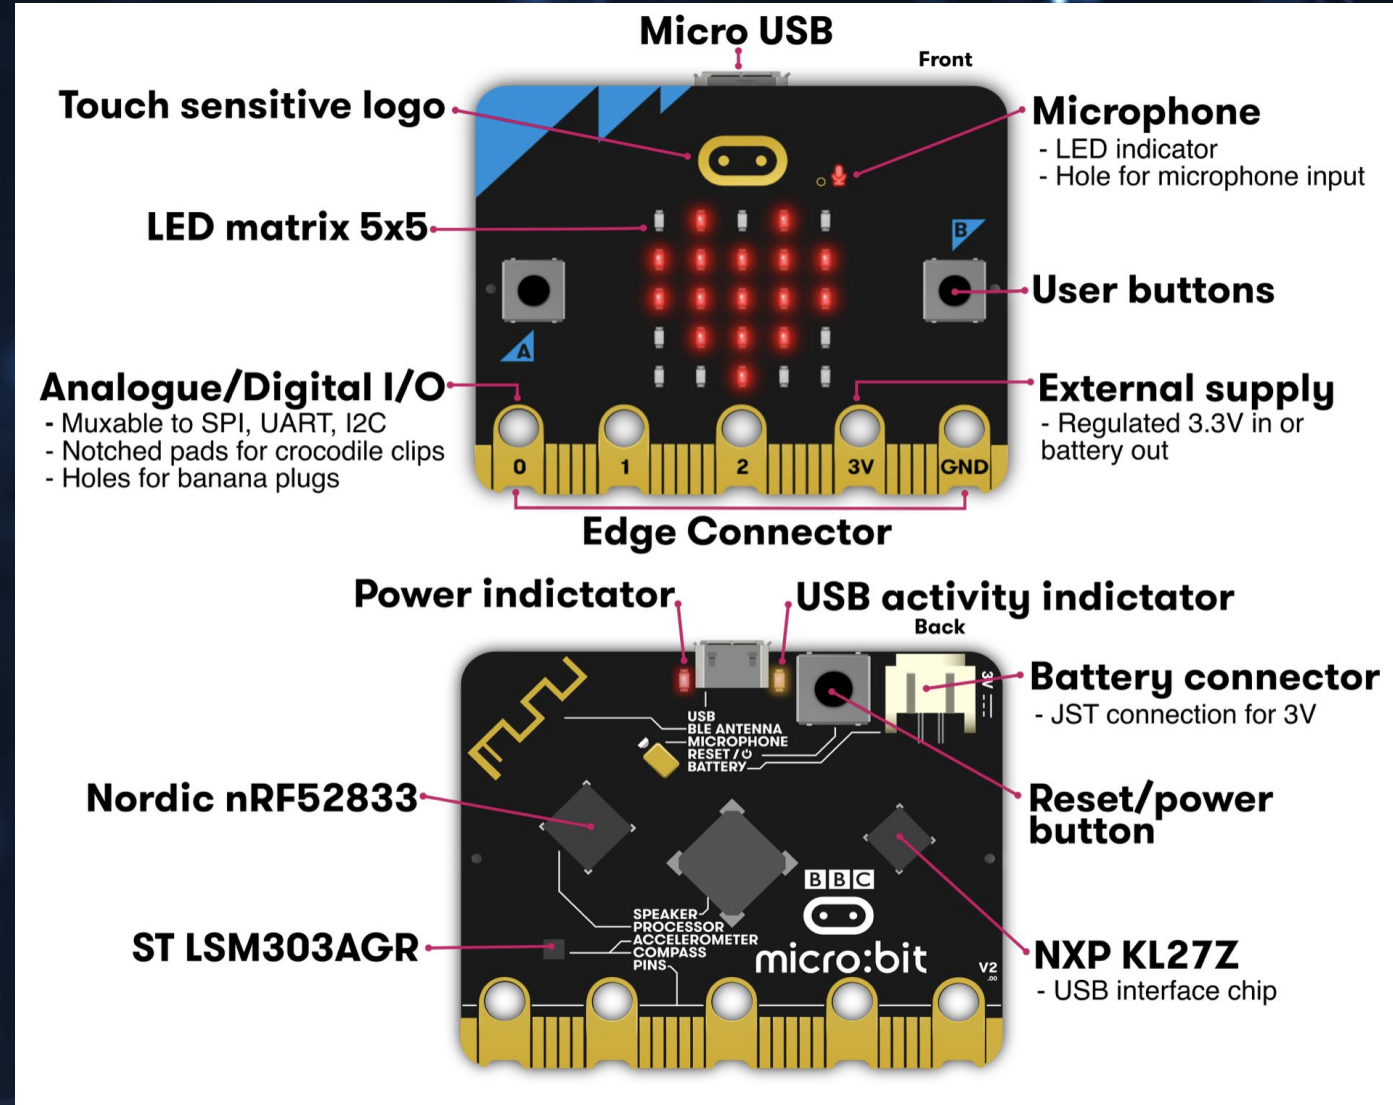 Micro USB
Front
Touch sensitive logo
Microphone
- LED indicator
- Hole for microphone input
LED matrix 5x5
B
User buttons
A
Analogue/Digital I/O
- Muxable to SPI, UART, I2C
- Notched pads for crocodile clips
- Holes for banana plugs
External supply
- Regulated 3.3V in or
battery out
0 1 2 3V GND
Edge Connector
Power indictator
USB activity indictator
Back
Battery connector
- JST connection for 3V
3V
USB
BLE ANTENNA
MICROPHONE
RESET / ⏻
BATTERY
Nordic nRF52833
Reset/power
button
BBC
SPEAKER
PROCESSOR
ACCELEROMETER
COMPASS
PINS
micro:bit
V2
.00
ST LSM303AGR
NXP KL27Z
- USB interface chip